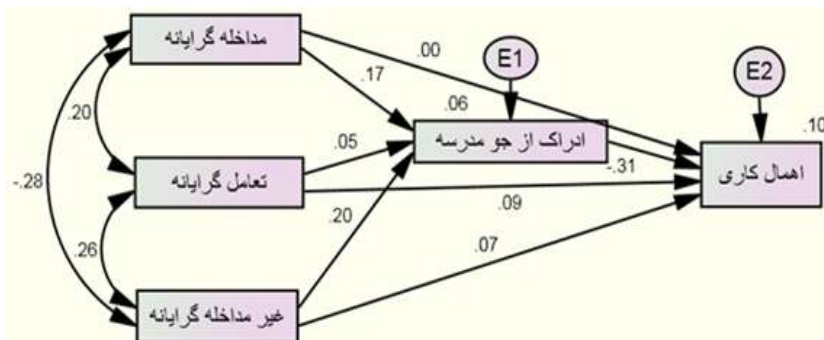 مداخله گرایانه
.00
E1
E2
.17
.06
.20
.10
ادراک از جو مدرسه
.05
-.31
اهمال کاری
تعامل گرایانه
-.28
.09
.20
.07
.26
غیر مداخله گرایانه